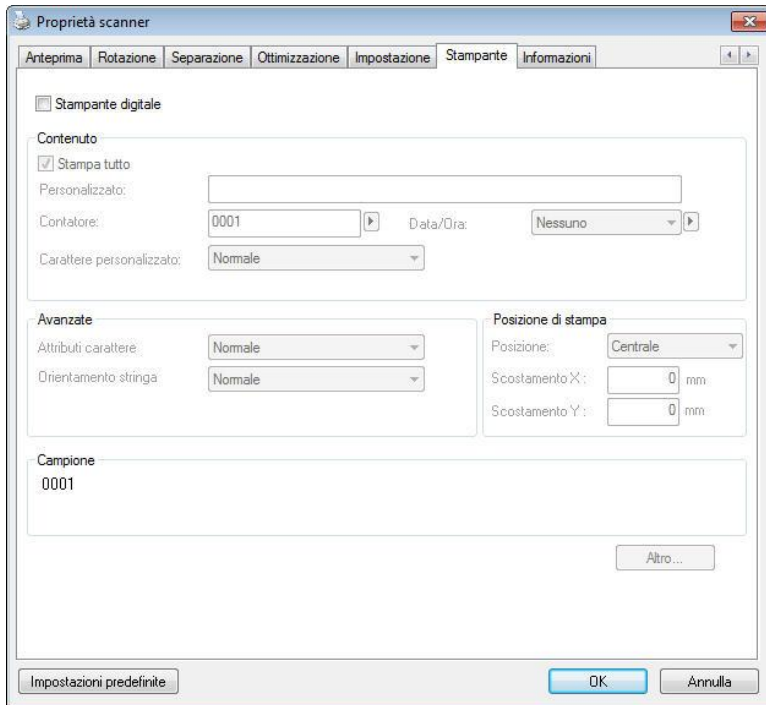 Proprietà scanner
Anteprima Rotazione Separazione Ottimizzazione Impostazione Stampante Informazioni
Stampante digitale
Contenuto
Stampa tutto
Personalizzato:
Contatore: 0001 Data/Ora: Nessuno
Carattere personalizzato: Normale
Avanzate Posizione di stampa
Attributi carattere Normale Posizione: Centrale
Orientamento stringa Normale Scostamento X : 0 mm
Scostamento Y : 0 mm
Campione
0001
Altro...
Impostazioni predefinite OK Annulla